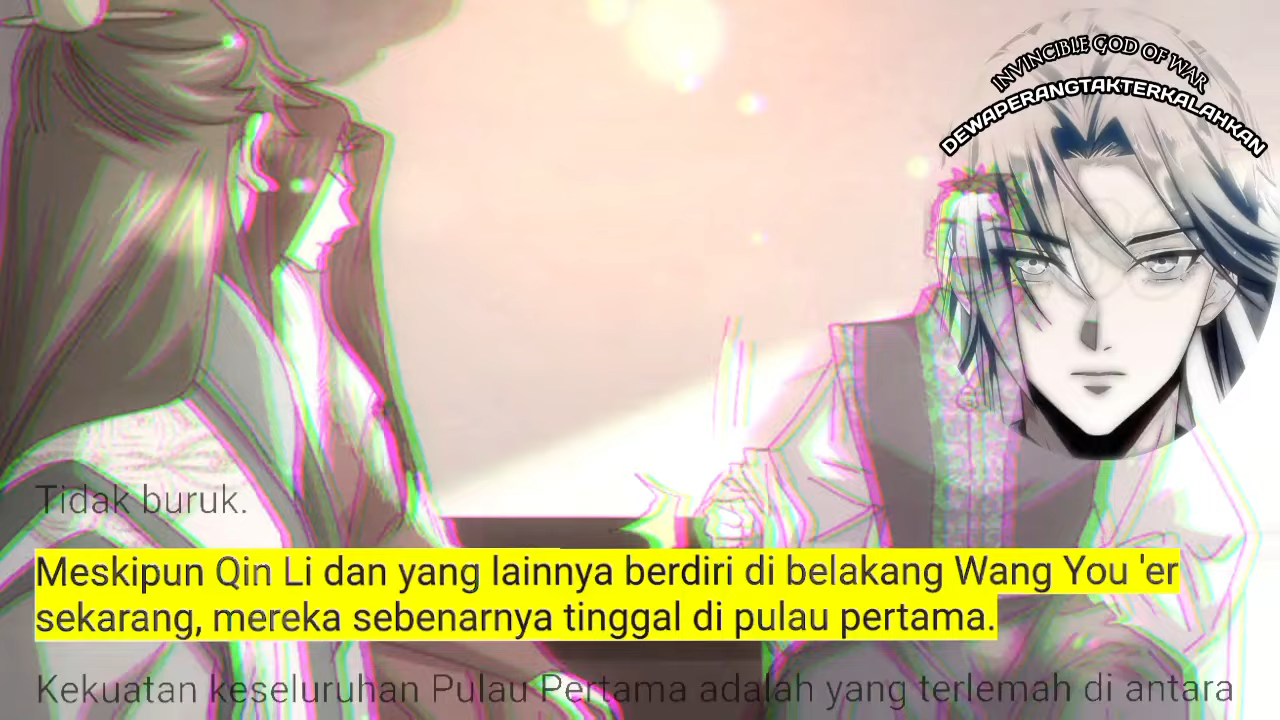 INVINCIBLE GOD OF WAR
DEWAPERANGTAKTERKALAHKAN
Tidak buruk.
Meskipun Qin Li dan yang lainnya berdiri di belakang Wang You 'er
sekarang, mereka sebenarnya tinggal di pulau pertama.
Kekuatan keseluruhan Pulau Pertama adalah yang terlemah di antara